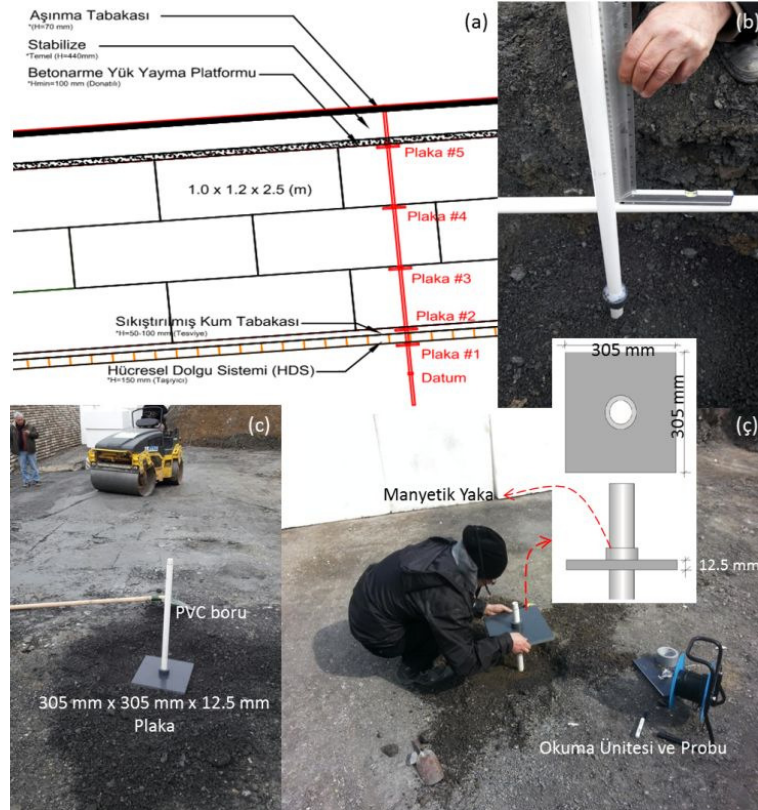 Aşınma Tabakası
*(H=70 mm)
(a)
Stabilize
*Temel (H=440mm)
Betonarme Yük Yayma Platformu
*Hmin=100 mm (Donatılı)
Plaka #5
1.0 x 1.2 x 2.5 (m)
Plaka #4
Plaka #3
Plaka #2
Sıkıştırılmış Kum Tabakası
*H=50-100 mm (Tesviye)
Plaka #1
Hücresel Dolgu Sistemi (HDS)
*H=150 mm (Taşıyıcı)
Datum
(b)
(c)
PVC boru
305 mm x 305 mm x 12.5 mm
Plaka
(ç)
305 mm
305 mm
Manyetik Yaka
12.5 mm
Okuma Ünitesi ve Probu